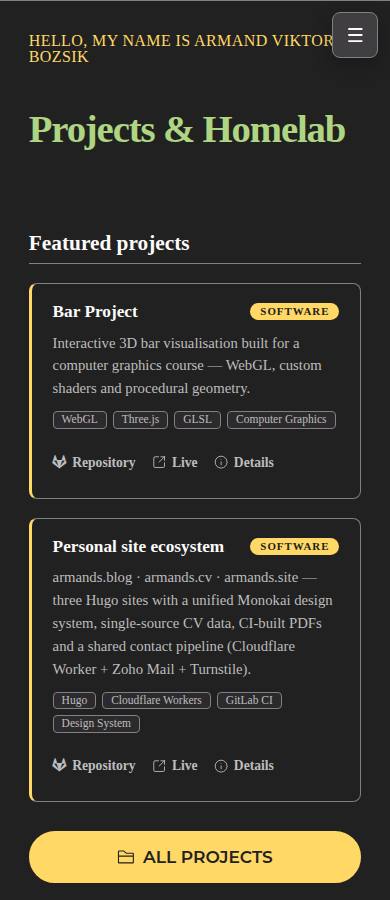 HELLO, MY NAME IS ARMAND VIKTOR
BOZSIK
Projects & Homelab
Featured projects
Bar Project
SOFTWARE
Interactive 3D bar visualisation built for a
computer graphics course — WebGL, custom
shaders and procedural geometry.
WebGL Three.js GLSL Computer Graphics
Repository Live Details
Personal site ecosystem
SOFTWARE
armands.blog · armands.cv · armands.site —
three Hugo sites with a unified Monokai design
system, single-source CV data, CI-built PDFs
and a shared contact pipeline (Cloudflare
Worker + Zoho Mail + Turnstile).
Hugo Cloudflare Workers GitLab CI
Design System
Repository Live Details
ALL PROJECTS